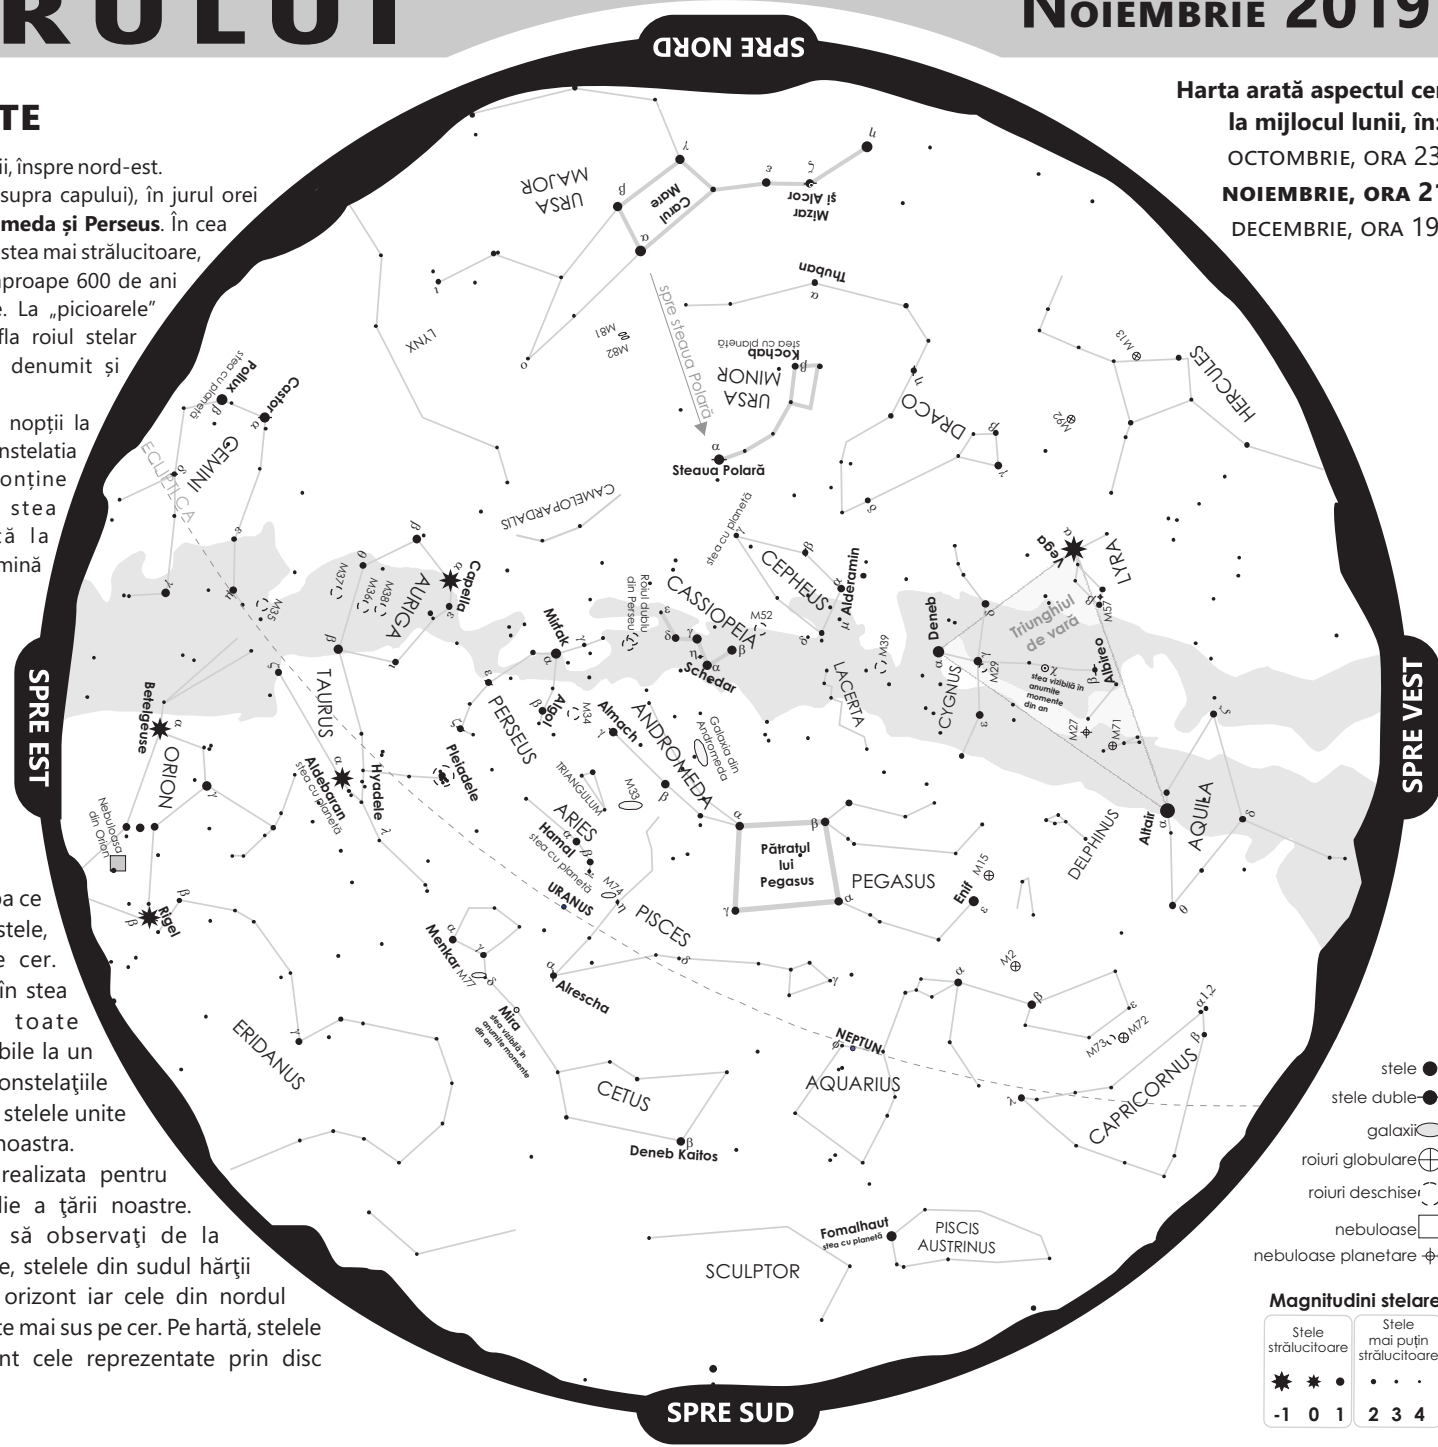 RULUI
NOIEMBRIE 2019
TE
ii, înspre nord-est.
supra capului), în jurul orei
meda și Perseus. În cea
stea mai strălucitoare,
aproape 600 de ani
e. La „picioarele”
fla roiul stelar
denumit și
nopții la
nstelatia
onține
stea
tă la
mină
pa ce
stele,
e cer.
în stea
toate
bile la un
onstelațiile
stelele unite
noastra.
realizata pentru
die a ţării noastre.
să observaţi de la
e, stelele din sudul hărţii
orizont iar cele din nordul
te mai sus pe cer. Pe hartă, stelele
nt cele reprezentate prin disc
Harta arată aspectul cer
la mijlocul lunii, în:
OCTOMBRIE, ORA 23
NOIEMBRIE, ORA 21
DECEMBRIE, ORA 19
SPRE NORD
SPRE EST
SPRE VEST
SPRE SUD
URSA
MAJOR
Carul
Mare
λ
β
α
ε
ζ
η
Mizar
și Alcor
ι
ο
M81
M82
LYNX
spre steaua Polară
Thuban
α
stea cu planetă
Kochab
β
URSA
MINOR
α
Steaua Polară
DRACO
η
β
γ
δ
M92
M13
HERCULES
Pollux
stea cu planetă
β
Castor
α
GEMINI
δ
ε
γ
μ
ECLIPTICA
M35
CAMELOPARDALIS
AURIGA
β
θ
M37
M36
M38
Capella
α
ε
ι
β
ζ
TAURUS
Aldebaran
stea cu planetă
α
Hyadele
λ
Pleiadele
Betelgeuse
α
ORION
γ
Nebuloasa
din Orion
Rigel
β
β
ERIDANUS
γ
Mirfak
α
γ
ε
ζ
PERSEUS
Algol
β
M34
Roiul dublu
din Perseu
CASSIOPEIA
ε
δ
γ
η
α
β
Schedar
M52
stea cu planetă
γ
CEPHEUS
β
α
Alderamin
μ
δ
LACERTA
M39
Deneb
α
CYGNUS
γ
M29
δ
ε
χ
stea vizibilă în
anumite
momente
din an
Triunghiul
de vară
Albireo
β
Vega
α
LYRA
β
M57
M27
M71
ζ
AQUILA
Altair
α
δ
θ
DELPHINUS
Almach
γ
ANDROMEDA
Galaxia din
Andromeda
β
α
TRIANGULUM
M33
ARIES
Hamal
stea cu planetă
α
β
γ
URANUS
M74
η
PISCES
δ
γ
α
Alrescha
Pătratul
lui
Pegasus
β
α
γ
PEGASUS
Enif
ε
M15
Menkar
α
γ
δ
M77
Mira
stea vizibilă în
anumite momente
din an
CETUS
β
Deneb Kaitos
NEPTUN
φ
AQUARIUS
α
β
ε
M2
M73
M72
α1,2
β
CAPRICORNUS
λ
Fomalhaut
stea cu planetă
PISCIS
AUSTRINUS
SCULPTOR
stele
stele duble
galaxii
roiuri globulare
roiuri deschise
nebuloase
nebuloase planetare
Magnitudini stelare
Stele
strălucitoare
-1 0 1
Stele
mai puțin
strălucitoare
2 3 4